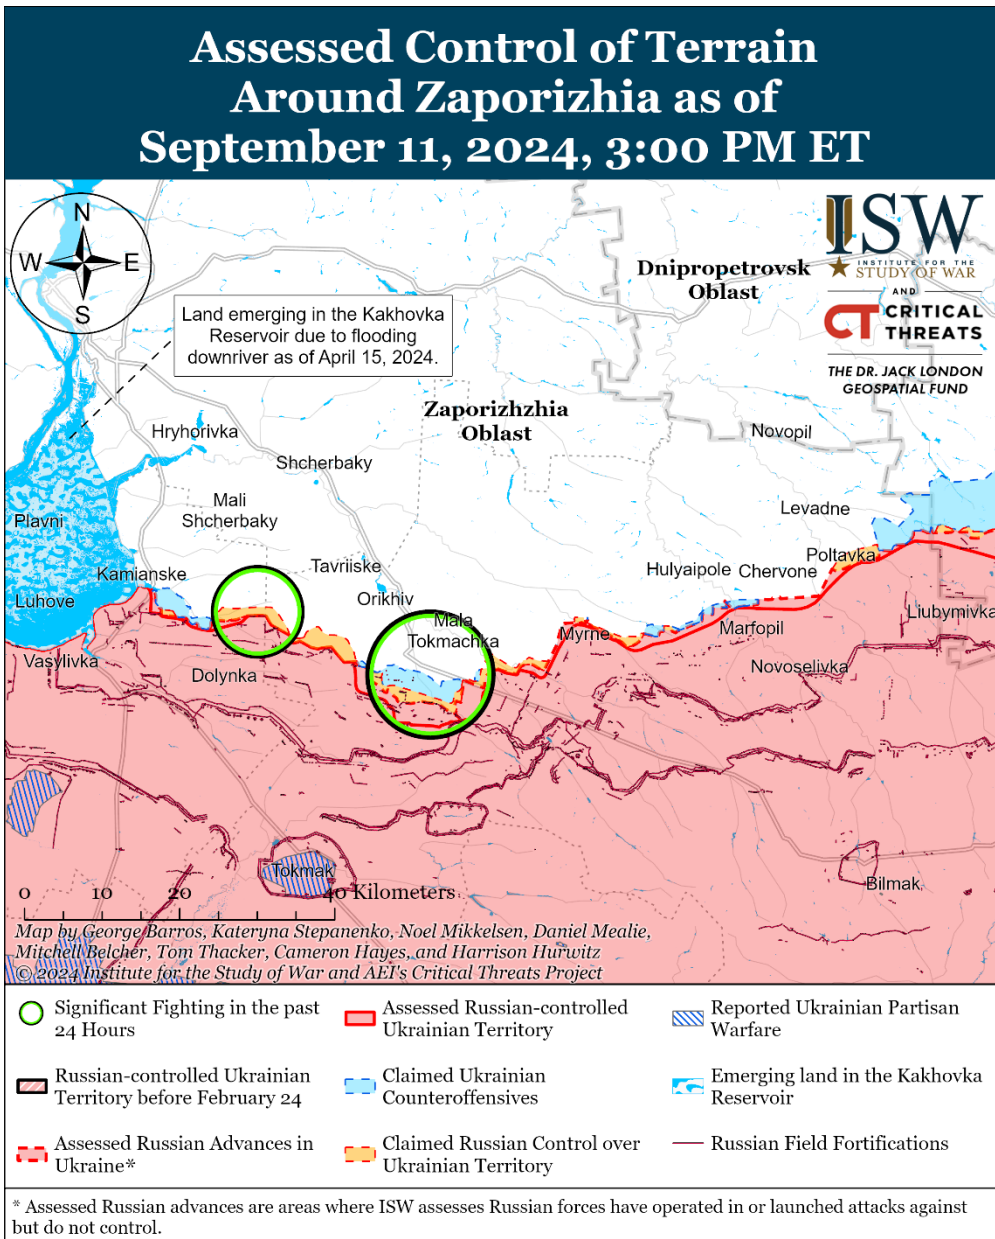 Assessed Control of Terrain
Around Zaporizhia as of
September 11, 2024, 3:00 PM ET
N
W
E
S
ISW
INSTITUTE FOR THE
STUDY OF WAR
AND
CT CRITICAL
THREATS
THE DR. JACK LONDON
GEOSPATIAL FUND
Dnipropetrovsk
Oblast
Land emerging in the Kakhovka
Reservoir due to flooding
downriver as of April 15, 2024.
Zaporizhzhia
Oblast
Hryhorivka
Novopil
Shcherbaky
Mali
Shcherbaky
Levadne
Plavni
Poltavka
Tavriiske
Hulyaipole
Chervone
Kamianske
Orikhiv
Luhove
Liubymivka
Mala
Tokmachka
Myrne
Marfopil
Vasylivka
Dolynka
Novoselivka
Tokmak
Bilmak
0 10 20 40 Kilometers
Map by George Barros, Kateryna Stepanenko, Noel Mikkelsen, Daniel Mealie,
Mitchell Belcher, Tom Thacker, Cameron Hayes, and Harrison Hurwitz
© 2024 Institute for the Study of War and AEI's Critical Threats Project
Significant Fighting in the past
24 Hours
Assessed Russian-controlled
Ukrainian Territory
Reported Ukrainian Partisan
Warfare
Russian-controlled Ukrainian
Territory before February 24
Claimed Ukrainian
Counteroffensives
Emerging land in the Kakhovka
Reservoir
Assessed Russian Advances in
Ukraine*
Claimed Russian Control over
Ukrainian Territory
Russian Field Fortifications
* Assessed Russian advances are areas where ISW assesses Russian forces have operated in or launched attacks against
but do not control.